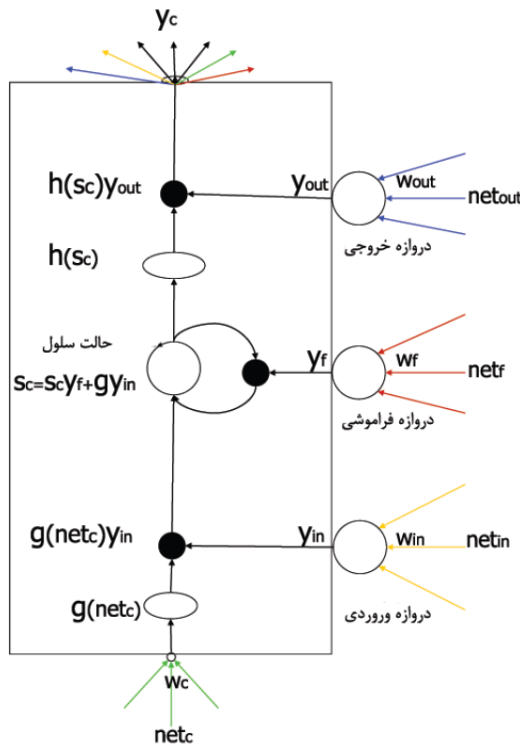 yc
h(sc)yout
yout
wout
netout
دروازه خروجی
h(sc)
حالت سلول
sc=scyf+gyin
yf
wf
netf
دروازه فراموشی
g(netc)yin
yin
win
netin
دروازه وروردی
g(netc)
wc
netc